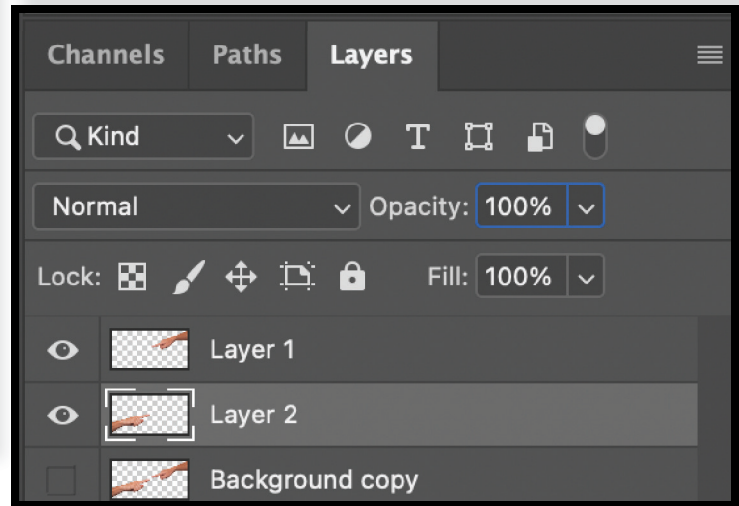 Channels Paths Layers
Kind
Normal Opacity: 100%
Lock: Fill: 100%
Layer 1
Layer 2
Background copy